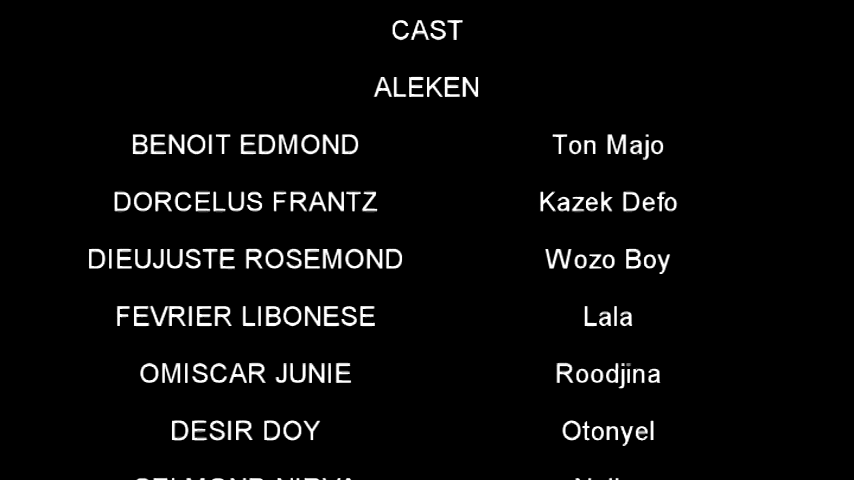 CAST
ALEKEN
BENOIT EDMOND Ton Majo
DORCELUS FRANTZ Kazek Defo
DIEUJUSTE ROSEMOND Wozo Boy
FEVRIER LIBONESE Lala
OMISCAR JUNIE Roodjina
DESIR DOY Otonyel